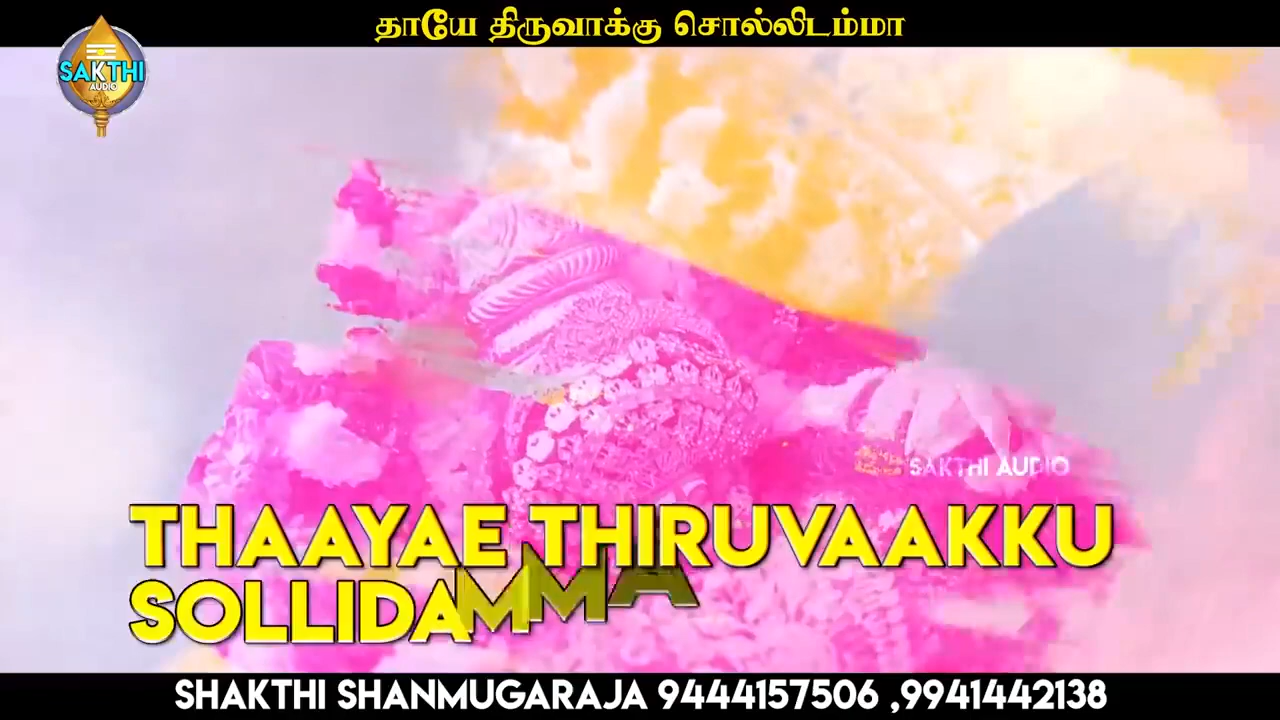 தாயே திருவாக்கு சொல்லிடம்மா
SAKTHI
AUDIO
SAKTHI AUDIO
THAAYAE THIRUVAAKKU
SOLLIDAMMA
SHAKTHI SHANMUGARAJA 9444157506 ,9941442138